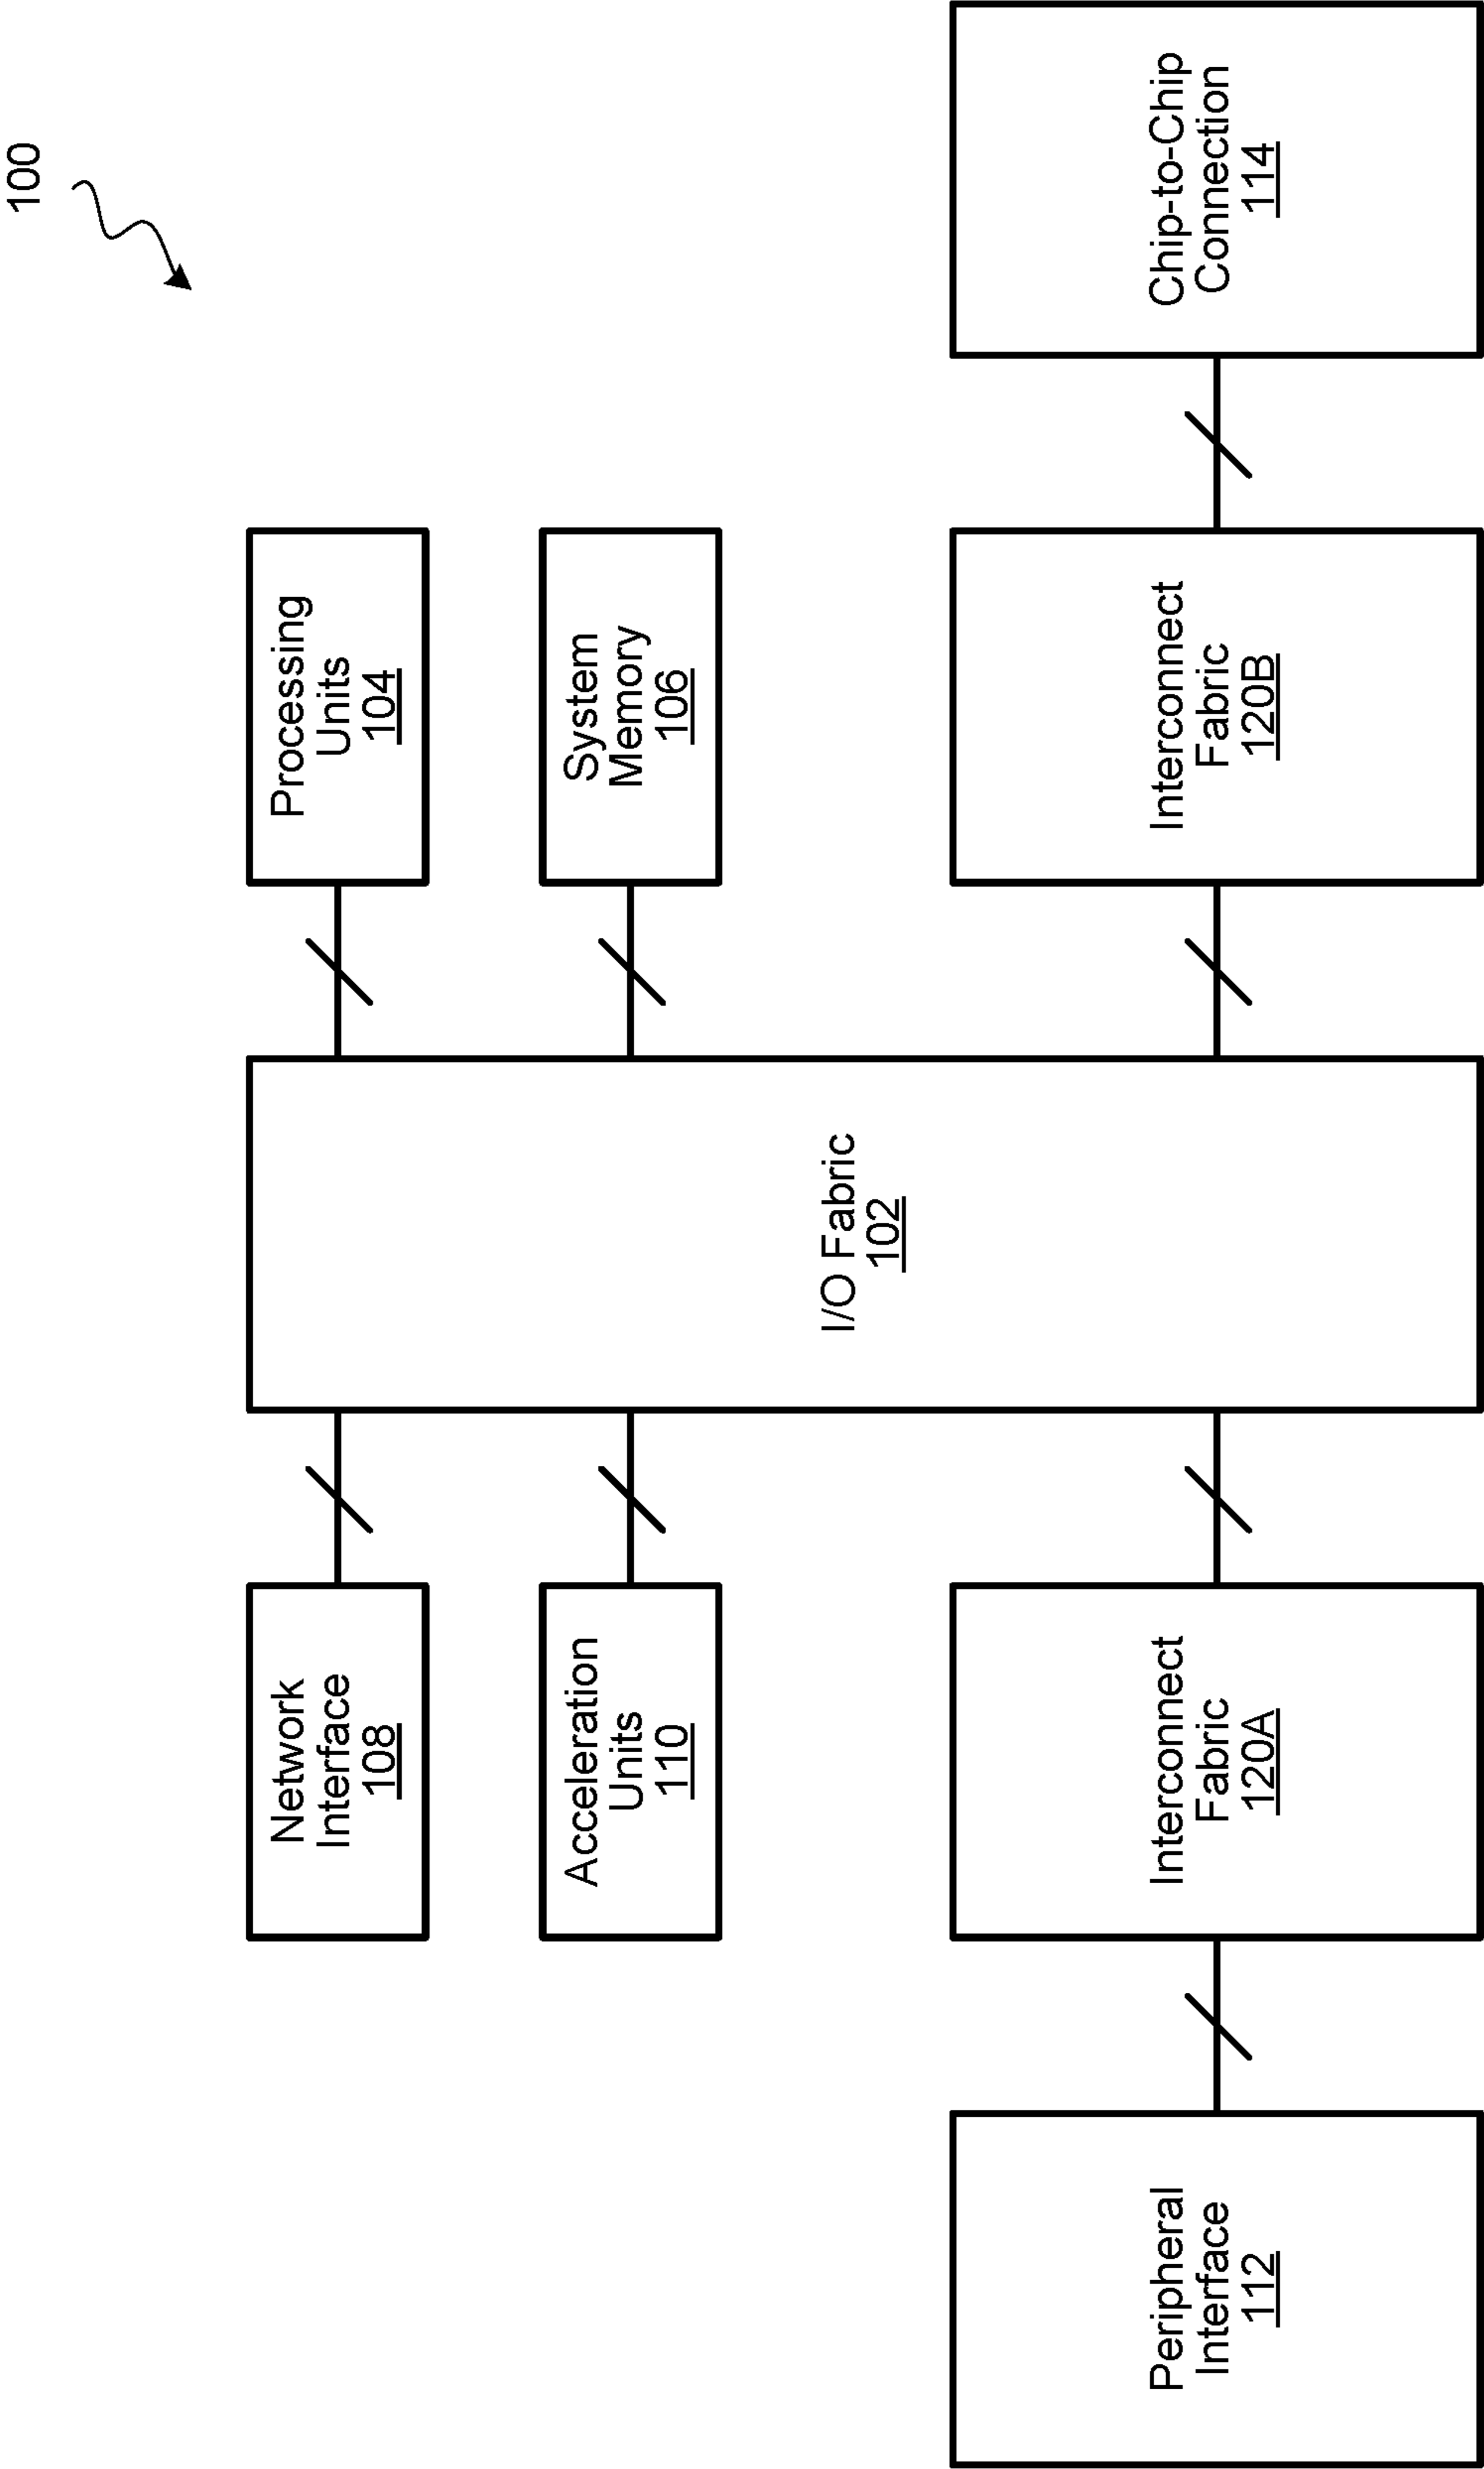 100
Network
Interface
108
Processing
Units
104
Acceleration
Units
110
System
Memory
106
I/O Fabric
102
Peripheral
Interface
112
Interconnect
Fabric
120A
Interconnect
Fabric
120B
Chip-to-Chip
Connection
114